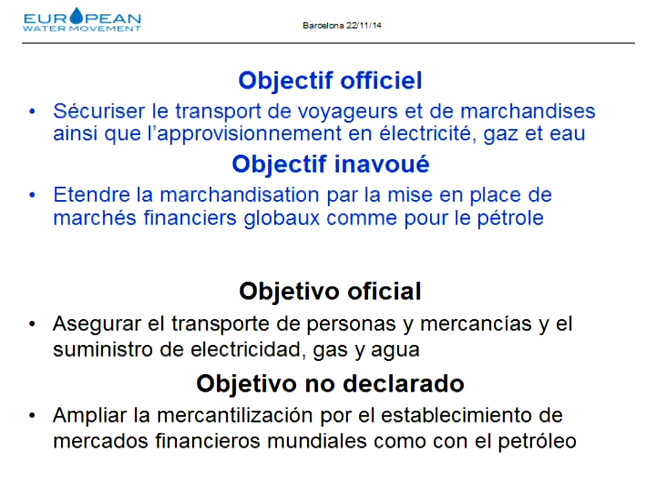 EUROPEAN
WATER MOVEMENT
Barcelona 22/11/14
Objectif officiel
• Sécuriser le transport de voyageurs et de marchandises
ainsi que l'approvisionnement en électricité, gaz et eau
Objectif inavoué
• Etendre la marchandisation par la mise en place de
marchés financiers globaux comme pour le pétrole
Objetivo oficial
• Asegurar el transporte de personas y mercancías y el
suministro de electricidad, gas y agua
Objetivo no declarado
• Ampliar la mercantilización por el establecimiento de
mercados financieros mundiales como con el petróleo